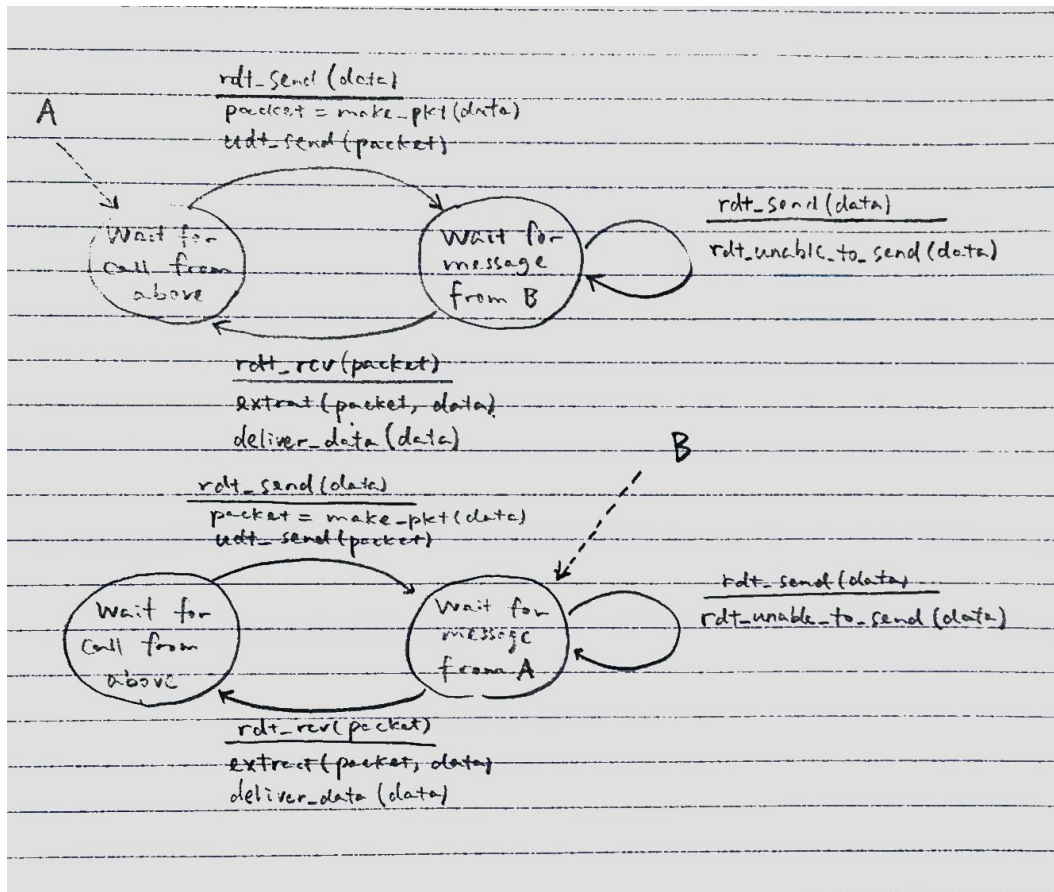 rdt_send(data)
packet = make_pkt(data)
udt_send(packet)
A
Wait for
call from
above
Wait for
message
from B
rdt_send(data)
rdt_unable_to_send(data)
rdt_rcv(packet)
extrat(packet, data)
deliver_data(data)
B
rdt_send(data)
packet = make_pkt(data)
udt_send(packet)
Wait for
call from
above
Wait for
message
from A
rdt_send(data)
rdt_unable_to_send(data)
rdt_rcv(packet)
extract(packet, data)
deliver_data(data)